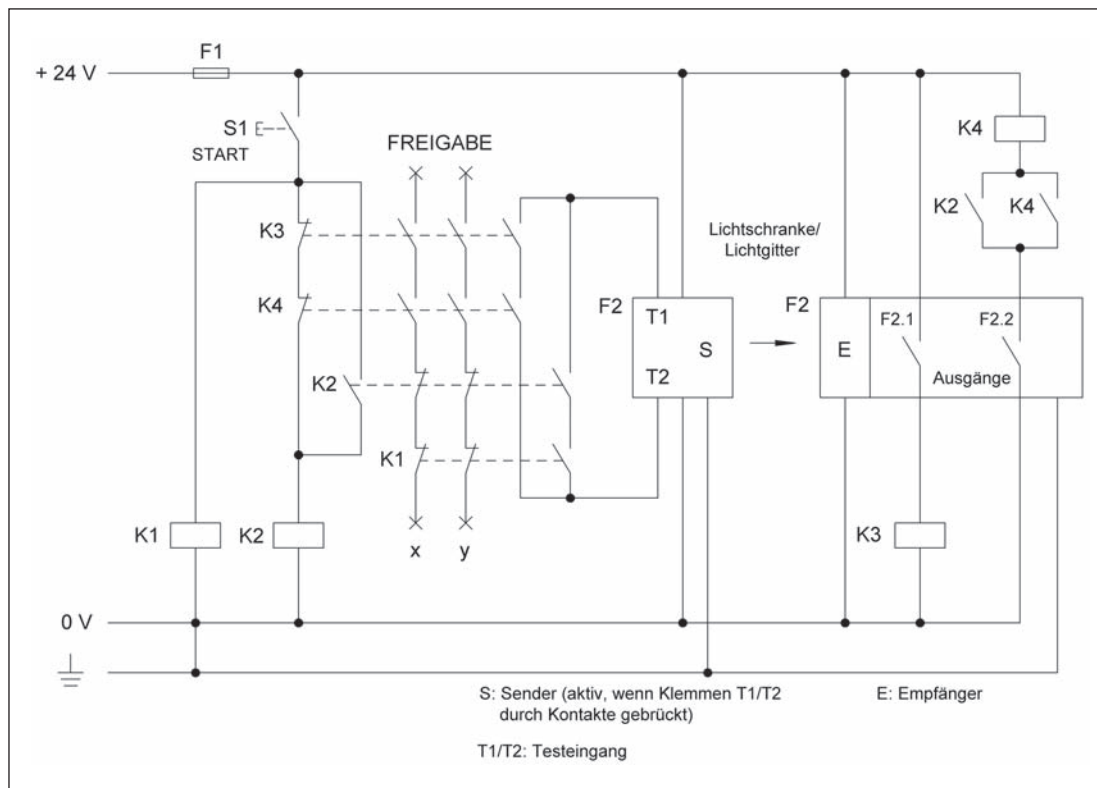 F1
+ 24 V
S1
START
FREIGABE
K4
K2
K4
K3
Lichtschranke/
Lichtgitter
K4
F2
T1
S
T2
F2
E
F2.1
F2.2
Ausgänge
K2
K1
K1
K2
x
y
K3
0 V
S: Sender (aktiv, wenn Klemmen T1/T2
durch Kontakte gebrückt)
E: Empfänger
T1/T2: Testeingang